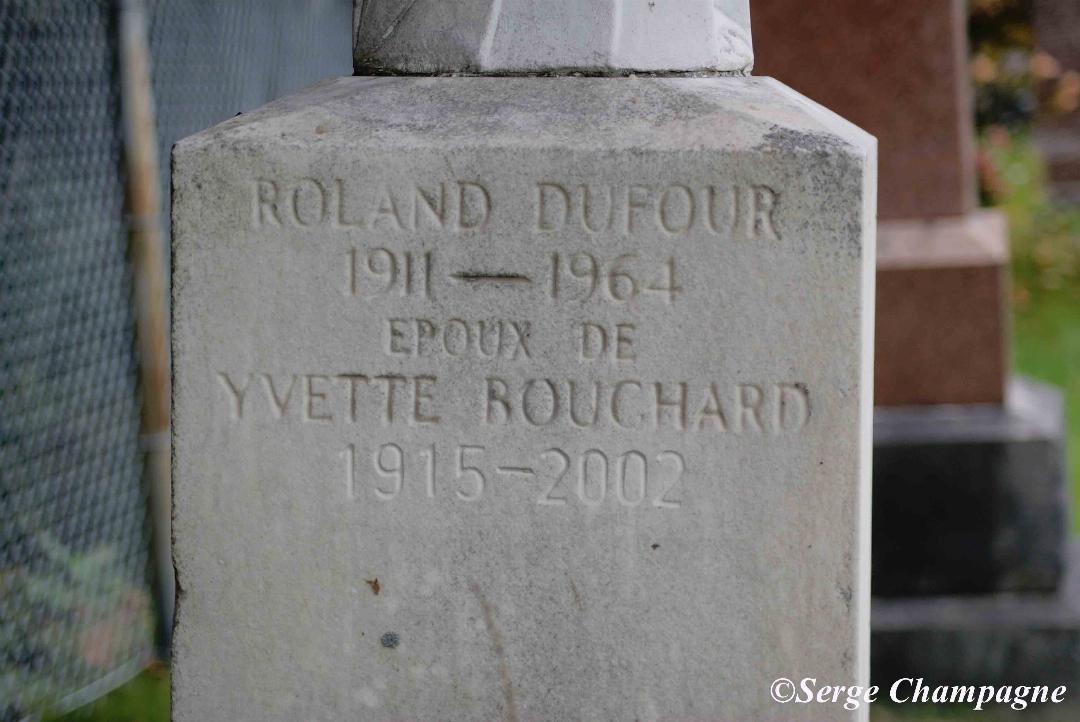 ROLAND DUFOUR
1911 — 1964
EPOUX DE
YVETTE BOUCHARD
1915 – 2002
©Serge Champagne